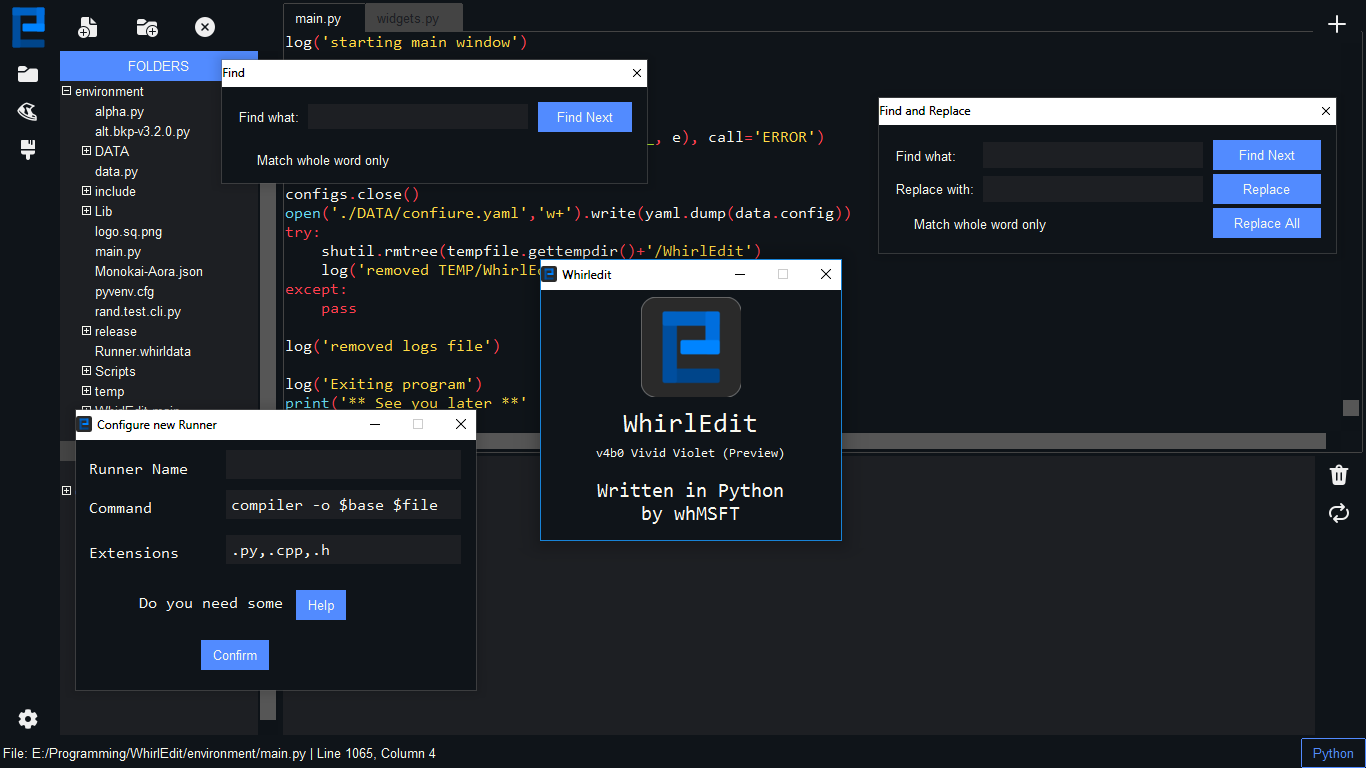 main.py
widgets.py
log('starting main window')
FOLDERS
environment
alpha.py
alt.bkp-v3.2.0.py
DATA
data.py
include
Lib
logo.sq.png
main.py
Monokai-Aora.json
pyvenv.cfg
rand.test.cli.py
release
Runner.whirldata
Scripts
temp
Find
Find what:
Find Next
Match whole word only
, e), call='ERROR')
configs.close()
open('./DATA/confiure.yaml','w+').write(yaml.dump(data.config))
try:
shutil.rmtree(tempfile.gettempdir()+'/WhirlEdit')
log('removed TEMP/WhirlE
except:
pass
log('removed logs file')
log('Exiting program')
print('** See you later **'
Find and Replace
Find what:
Find Next
Replace with:
Replace
Match whole word only
Replace All
Whirledit
WhirlEdit
v4b0 Vivid Violet (Preview)
Written in Python
by whMSFT
Configure new Runner
Runner Name
Command
compiler -o $base $file
Extensions
.py,.cpp,.h
Do you need some
Help
Confirm
File: E:/Programming/WhirlEdit/environment/main.py | Line 1065, Column 4
Python